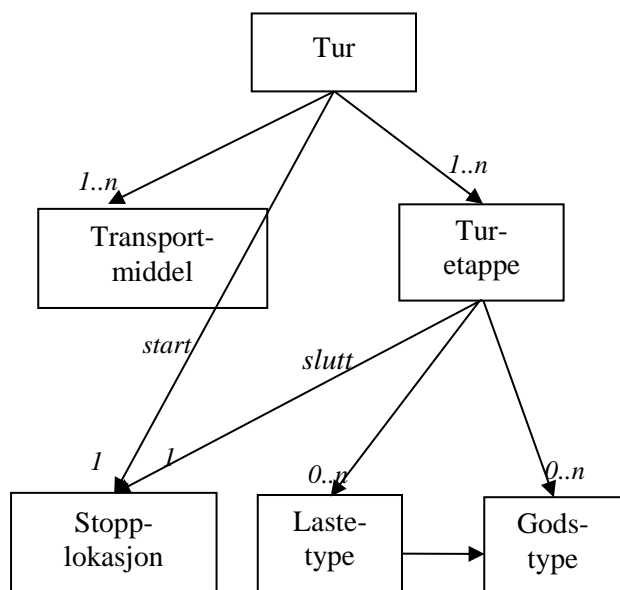 Tur
1..n
1..n
Transport-
middel
Tur-
etappe
start
slutt
1
1
0..n
0..n
Stopp-
lokasjon
Laste-
type
Gods-
type